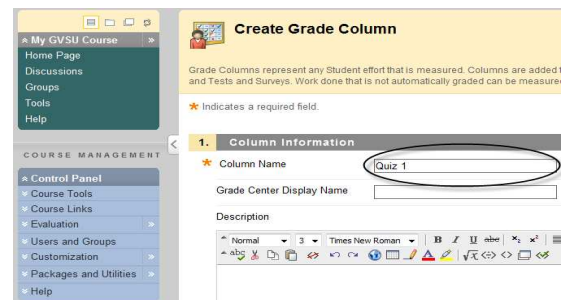 My GVSU Course
Home Page
Discussions
Groups
Tools
Help
COURSE MANAGEMENT
Control Panel
Course Tools
Course Links
Evaluation
Users and Groups
Customization
Packages and Utilities
Help
Create Grade Column
Grade Columns represent any Student effort that is measured. Columns are added
and Tests and Surveys. Work done that is not automatically graded can be measure
Indicates a required field.
1. Column Information
Column Name Quiz 1
Grade Center Display Name
Description
Normal 3 Times New Roman B I U abc x₂ x²
abc